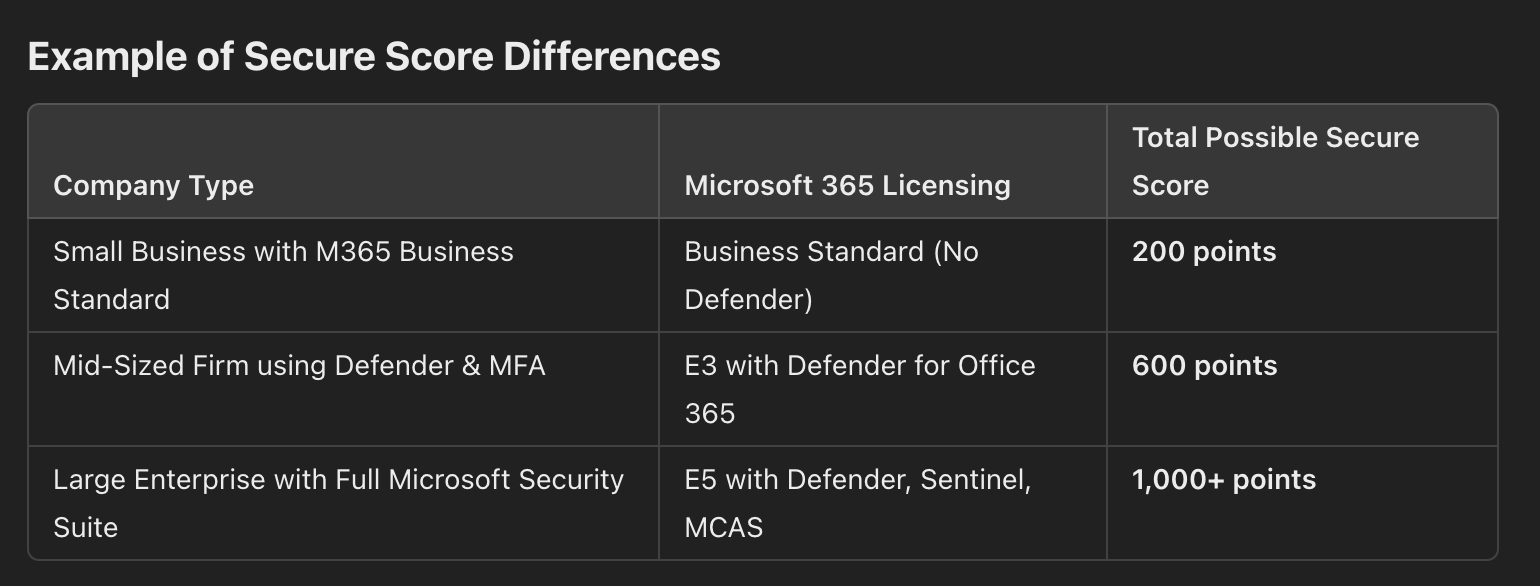 Example of Secure Score Differences
Company Type
Microsoft 365 Licensing
Total Possible Secure
Score
Small Business with M365 Business
Standard
Business Standard (No
Defender)
200 points
Mid-Sized Firm using Defender & MFA
E3 with Defender for Office
365
600 points
Large Enterprise with Full Microsoft Security
Suite
E5 with Defender, Sentinel,
MCAS
1,000+ points